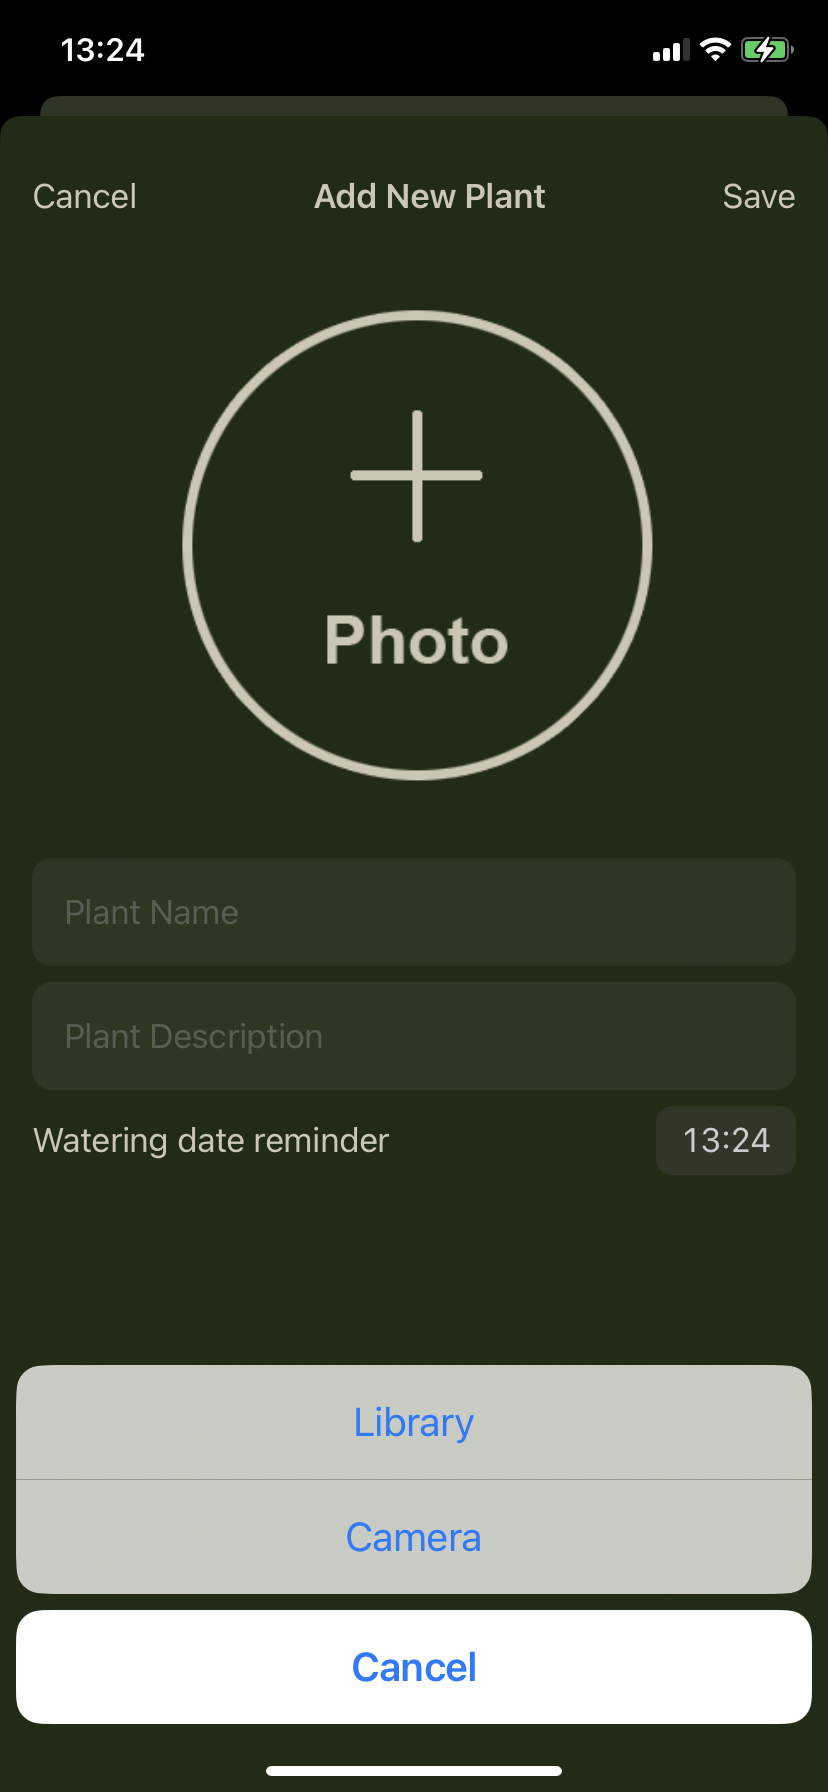 13:24
Cancel Add New Plant Save
Photo
Plant Name
Plant Description
Watering date reminder 13:24
Library
Camera
Cancel